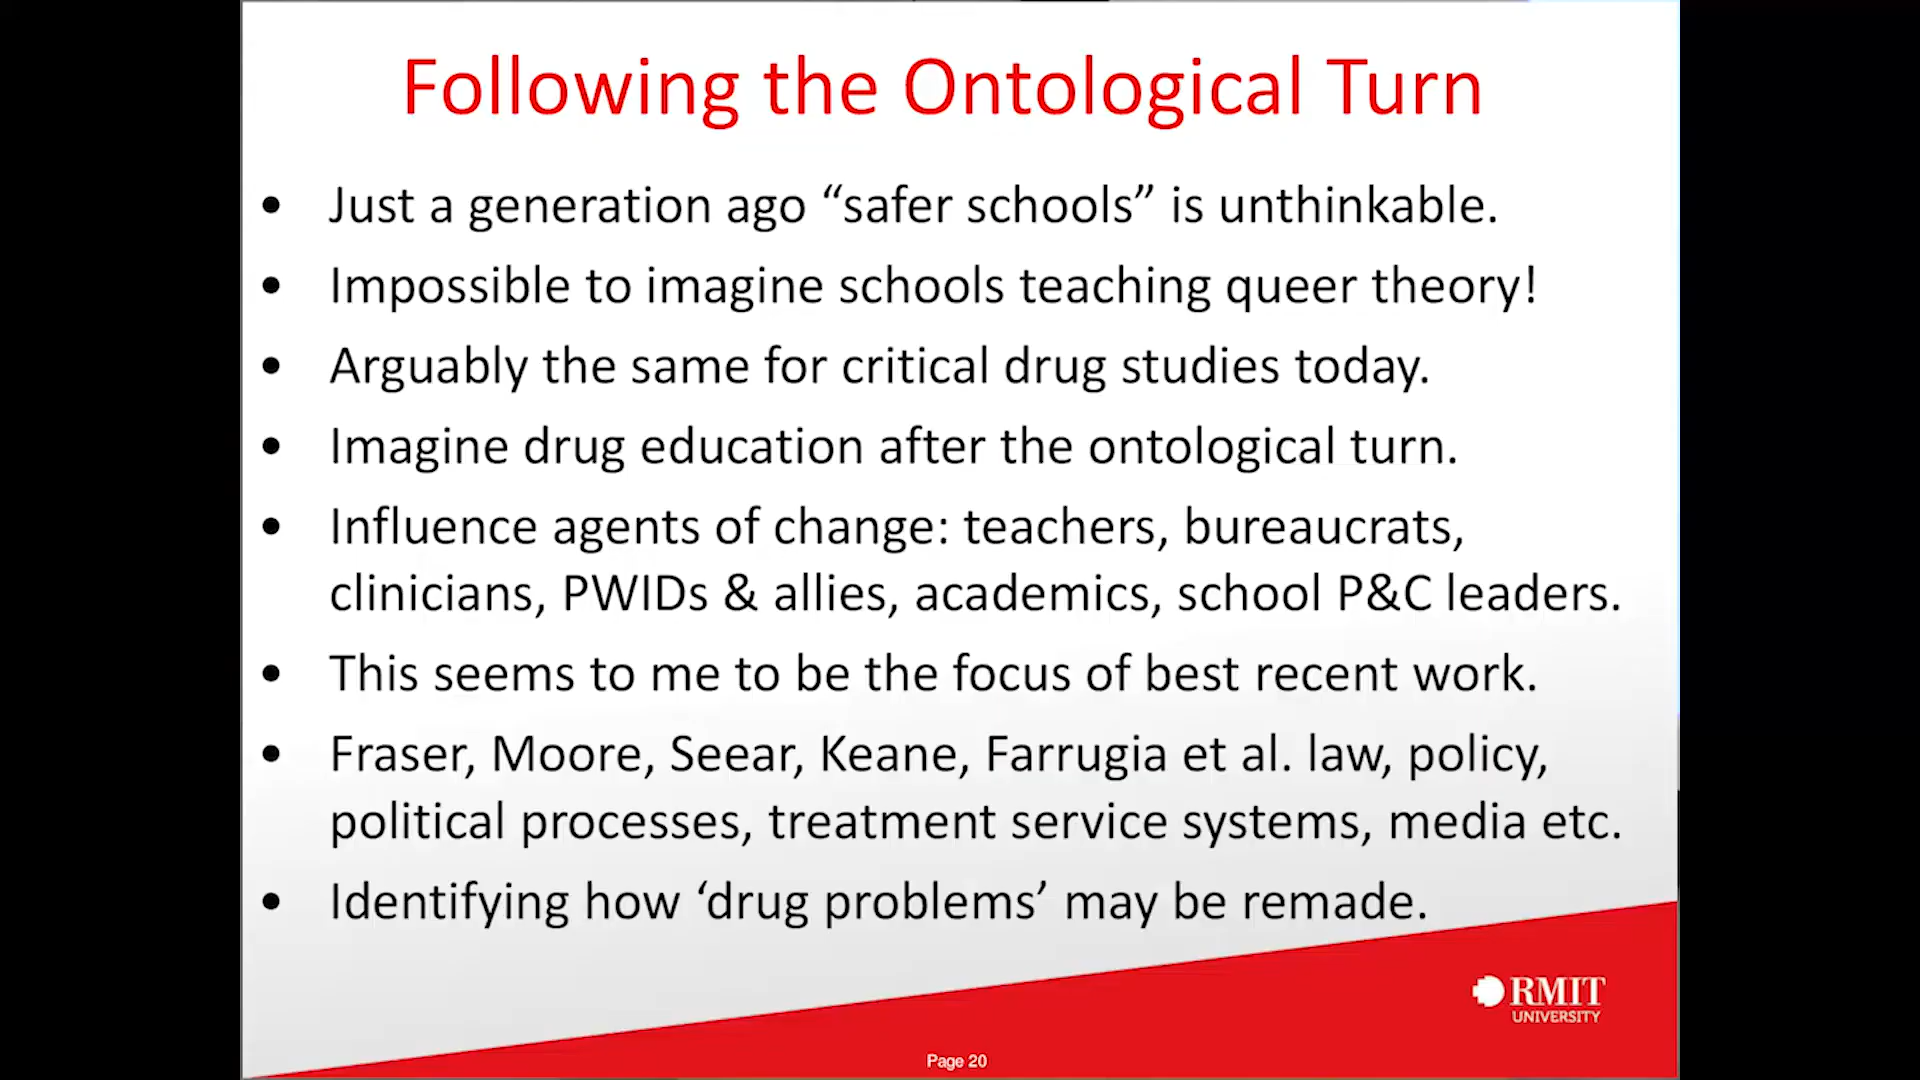 Following the Ontological Turn
• Just a generation ago “safer schools” is unthinkable.
• Impossible to imagine schools teaching queer theory!
• Arguably the same for critical drug studies today.
• Imagine drug education after the ontological turn.
• Influence agents of change: teachers, bureaucrats,
clinicians, PWIDs & allies, academics, school P&C leaders.
• This seems to me to be the focus of best recent work.
• Fraser, Moore, Seear, Keane, Farrugia et al. law, policy,
political processes, treatment service systems, media etc.
• Identifying how ‘drug problems’ may be remade.
RMIT
UNIVERSITY
Page 20